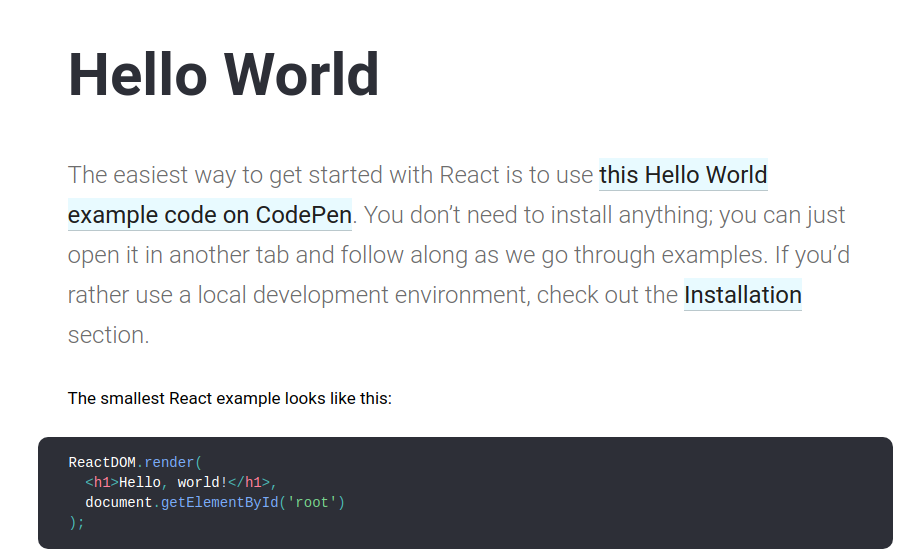 Hello World
The easiest way to get started with React is to use this Hello World
example code on CodePen. You don’t need to install anything; you can just
open it in another tab and follow along as we go through examples. If you’d
rather use a local development environment, check out the Installation
section.
The smallest React example looks like this:
ReactDOM.render(
  <h1>Hello, world!</h1>,
  document.getElementById('root')
);